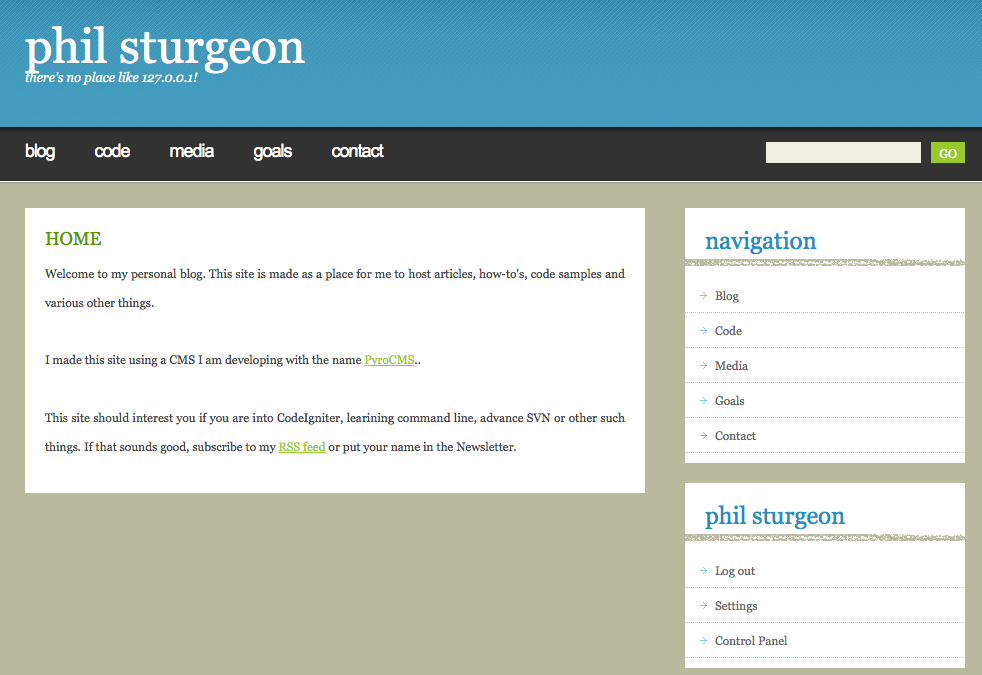 phil sturgeon
there's no place like 127.0.0.1!
blog code media goals contact GO
HOME
Welcome to my personal blog. This site is made as a place for me to host articles, how-to's, code samples and
various other things.
I made this site using a CMS I am developing with the name PyroCMS..
This site should interest you if you are into CodeIgniter, learining command line, advance SVN or other such
things. If that sounds good, subscribe to my RSS feed or put your name in the Newsletter.
navigation
Blog
Code
Media
Goals
Contact
phil sturgeon
Log out
Settings
Control Panel